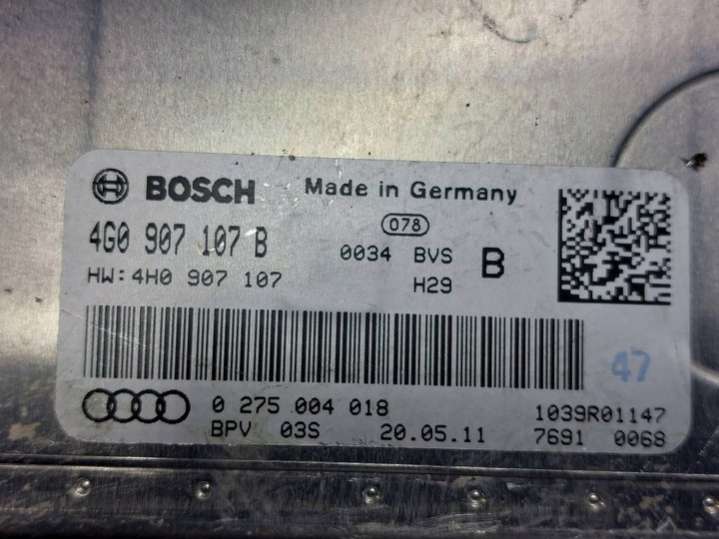 BOSCH Made in Germany
4G0 907 107 B
078
0034 BVS B
HW:4H0 907 107
H29
47
0 275 004 018 1039R01147
BPV 03S 20.05.11 7691 0068